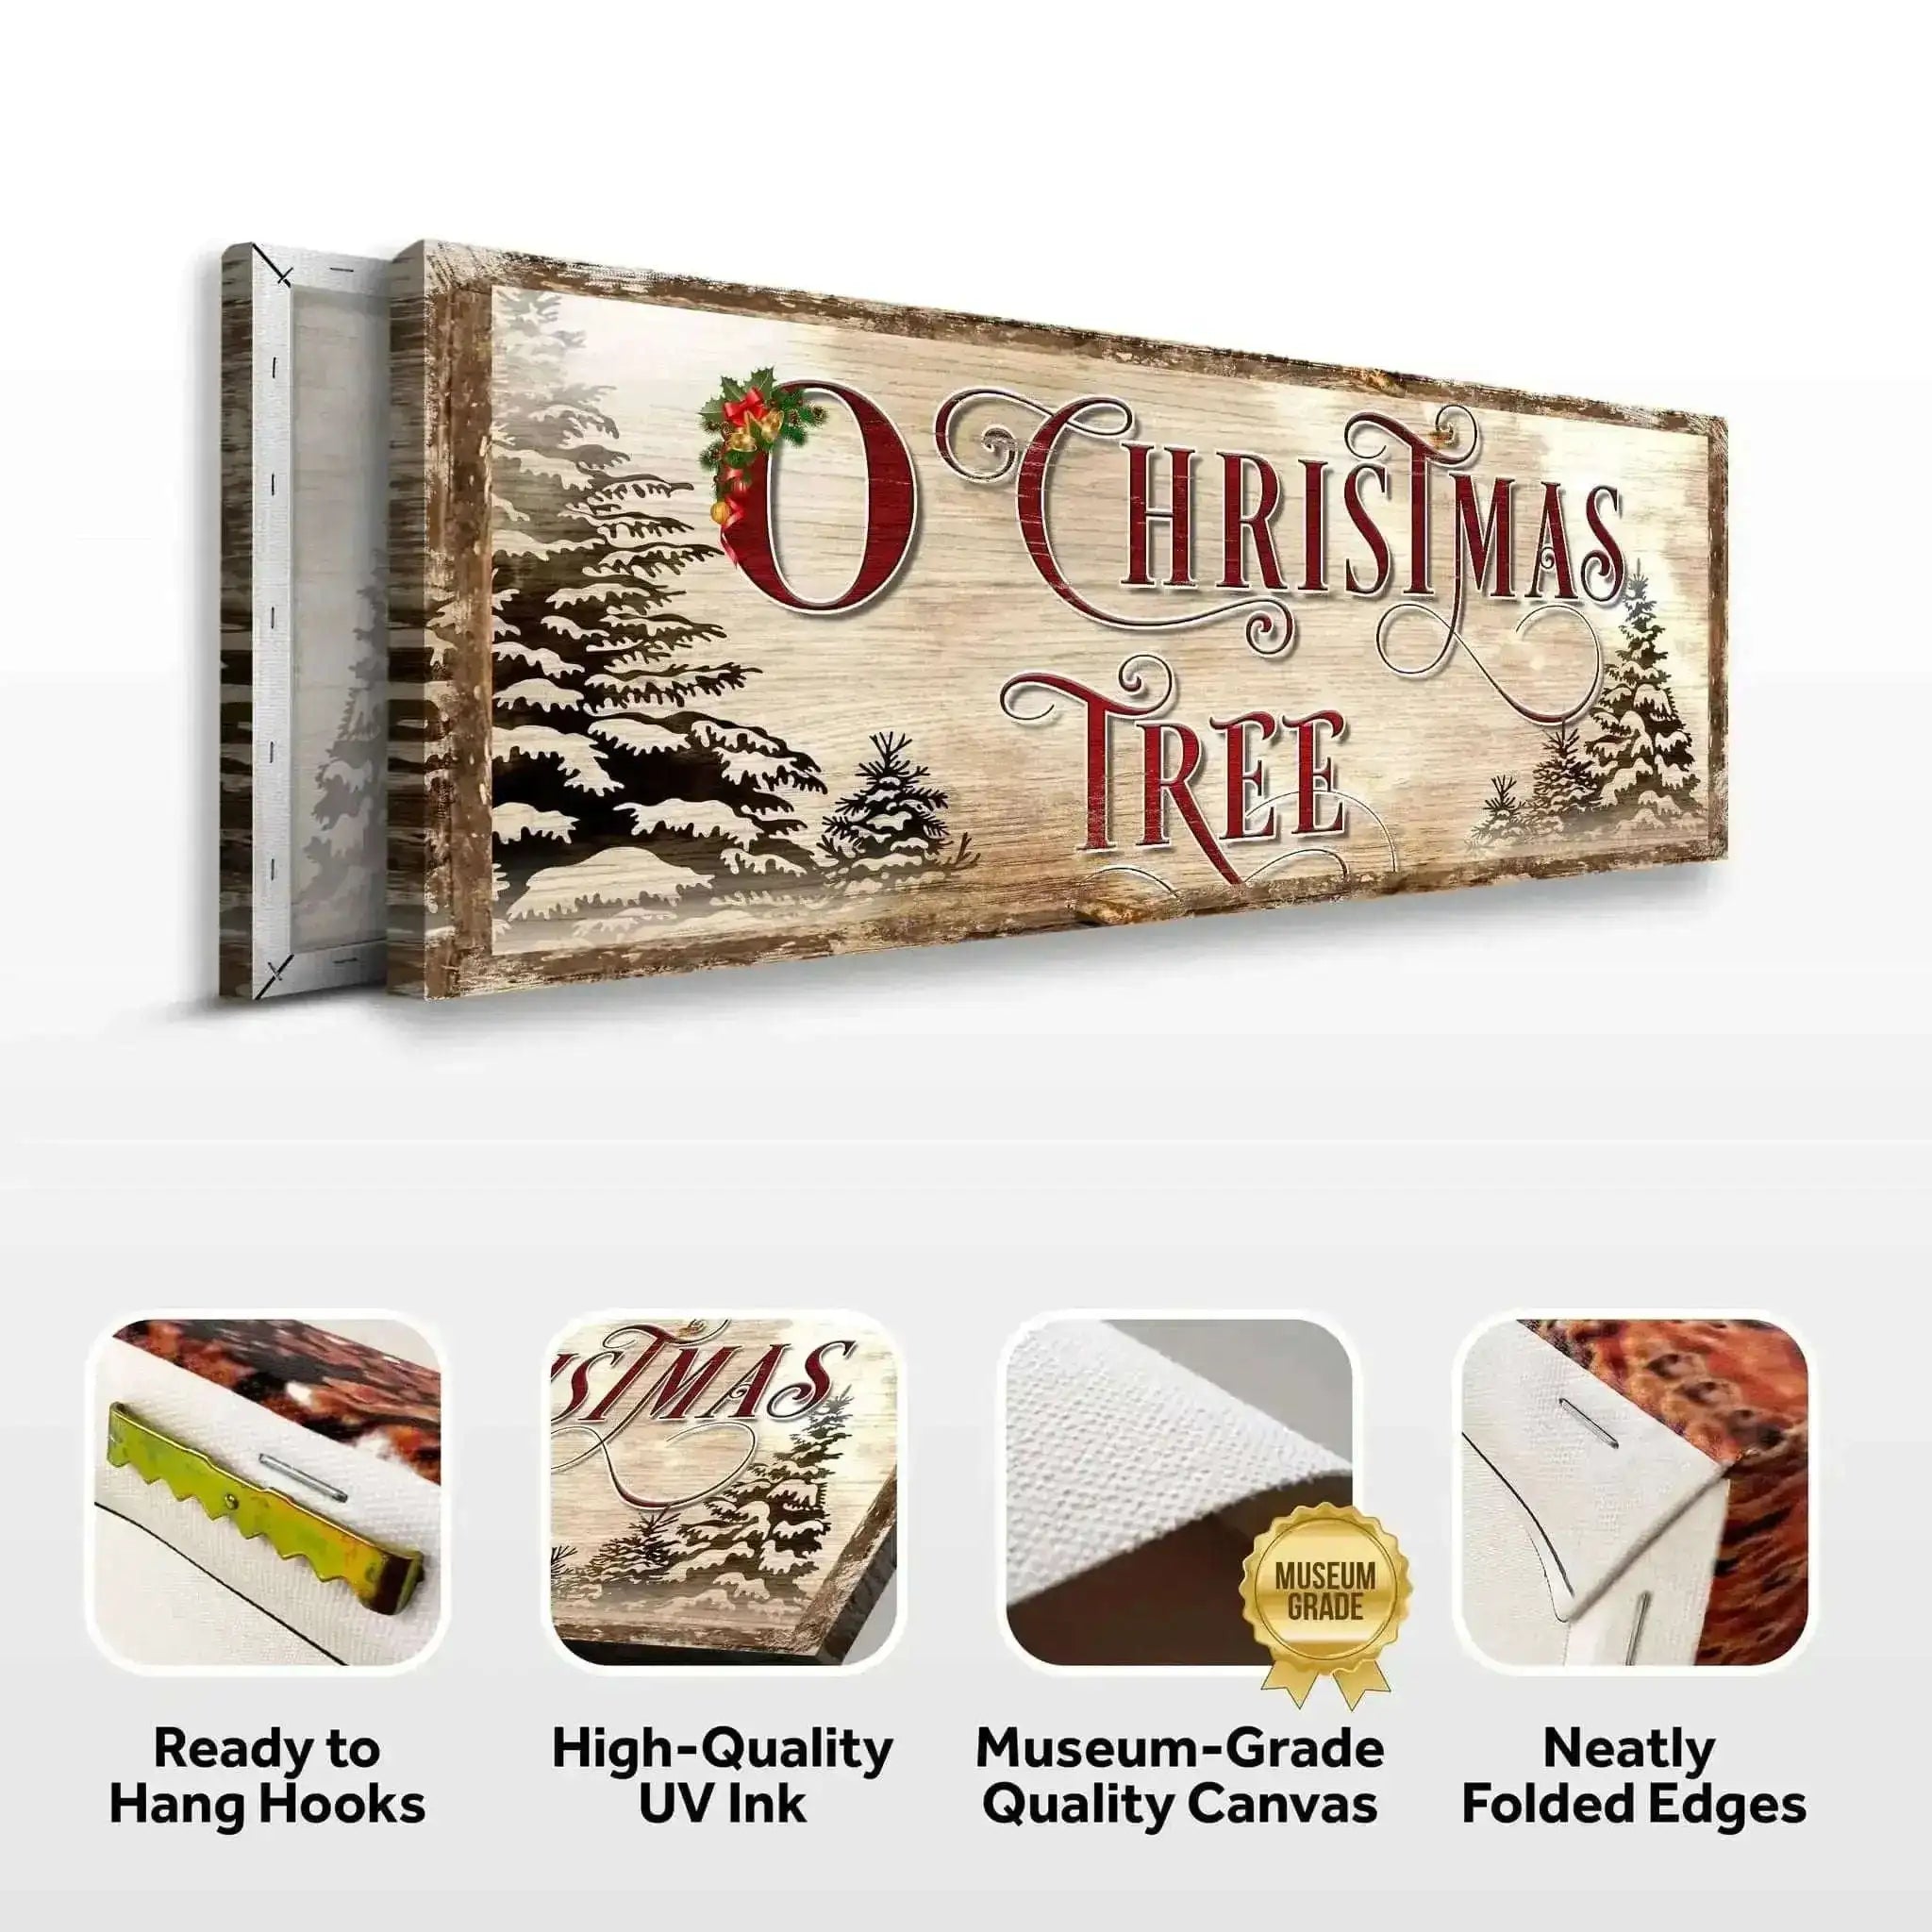 O CHRISTMAS
TREE
ISTMAS
MUSEUM
GRADE
Ready to
Hang Hooks
High-Quality
UV Ink
Museum-Grade
Quality Canvas
Neatly
Folded Edges